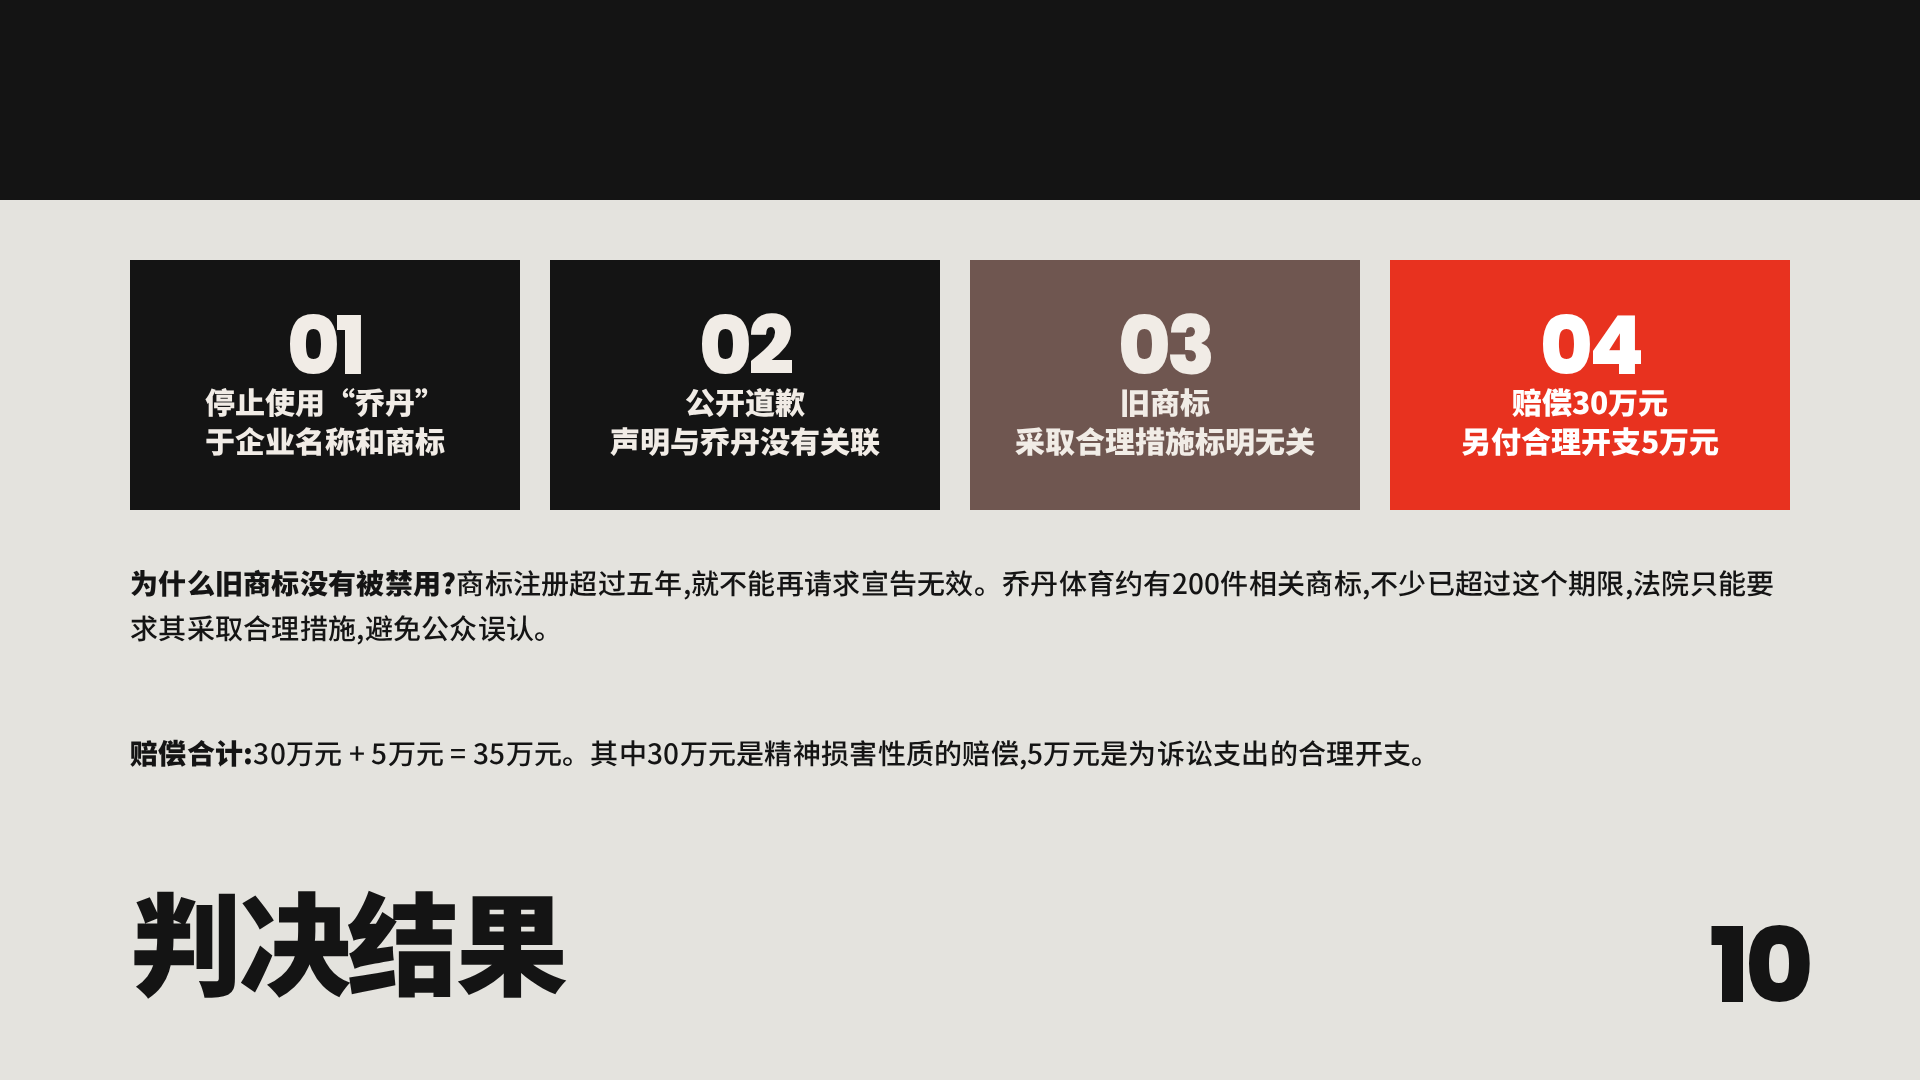 01
停止使用“乔丹”
于企业名称和商标
02
公开道歉
声明与乔丹没有关联
03
旧商标
采取合理措施标明无关
04
赔偿30万元
另付合理开支5万元
为什么旧商标没有被禁用?商标注册超过五年,就不能再请求宣告无效。乔丹体育约有200件相关商标,不少已超过这个期限,法院只能要
求其采取合理措施,避免公众误认。
赔偿合计:30万元 + 5万元 = 35万元。其中30万元是精神损害性质的赔偿,5万元是为诉讼支出的合理开支。
判决结果
10